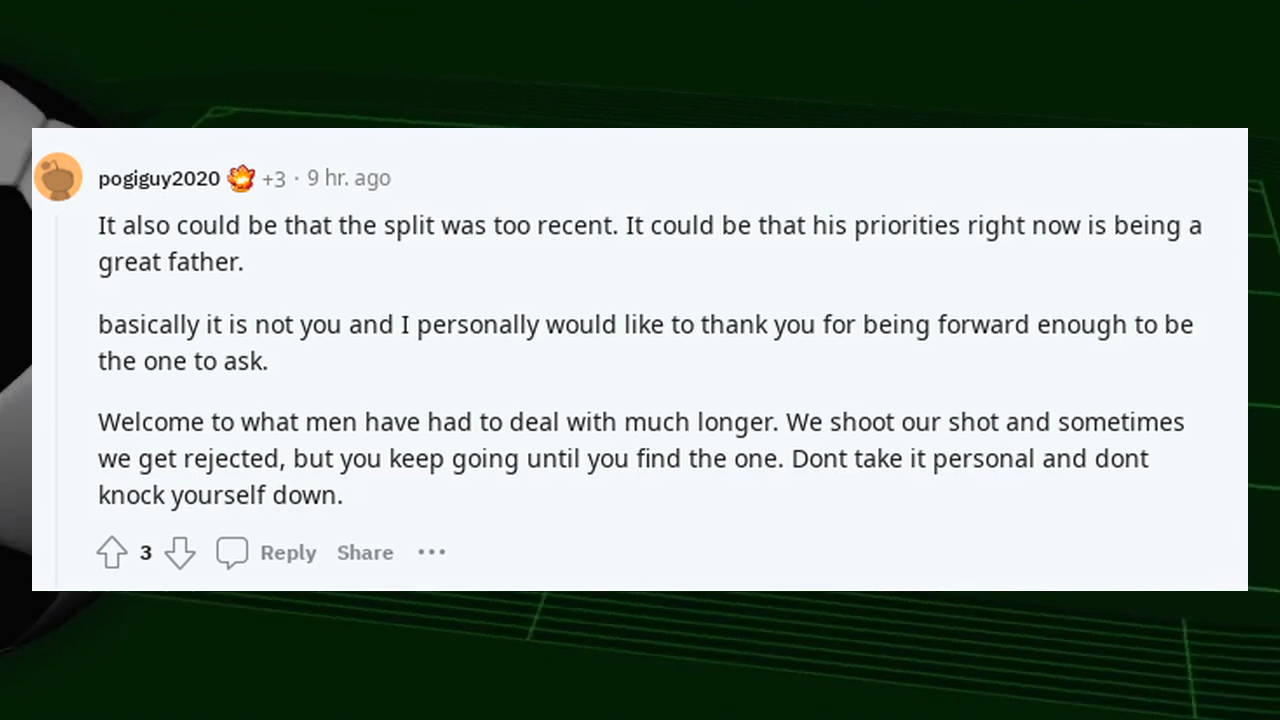 pogiguy2020 +3 · 9 hr. ago
It also could be that the split was too recent. It could be that his priorities right now is being a
great father.
basically it is not you and I personally would like to thank you for being forward enough to be
the one to ask.
Welcome to what men have had to deal with much longer. We shoot our shot and sometimes
we get rejected, but you keep going until you find the one. Dont take it personal and dont
knock yourself down.
3 Reply Share ···